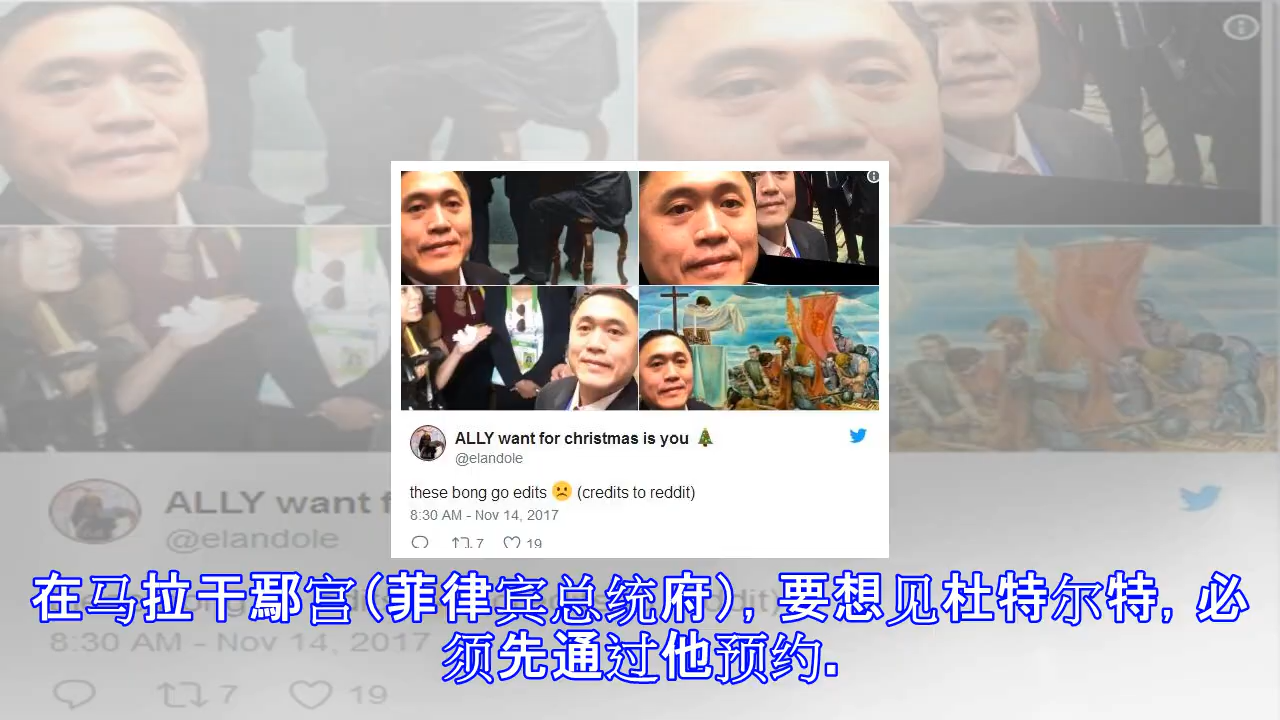 ALLY want for christmas is you
@elandole
these bong go edits (credits to reddit)
8:30 AM - Nov 14, 2017
7 19
ALLY want f
@elandole
8:30 AM - Nov 14, 2017
7 19
在马拉干鄢宫(菲律宾总统府), 要想见杜特尔特, 必
须先通过他预约.